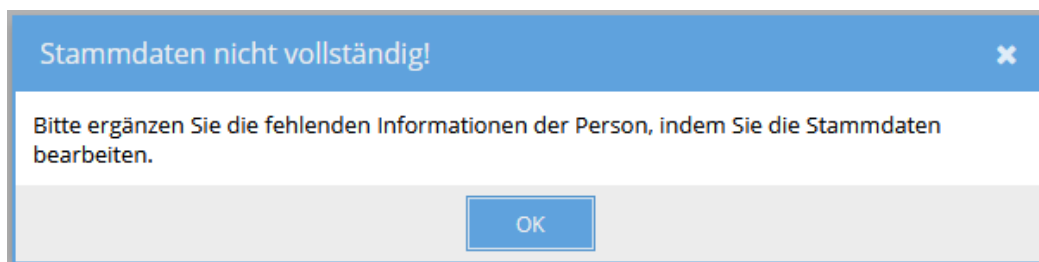 Stammdaten nicht vollständig!
Bitte ergänzen Sie die fehlenden Informationen der Person, indem Sie die Stammdaten
bearbeiten.
OK